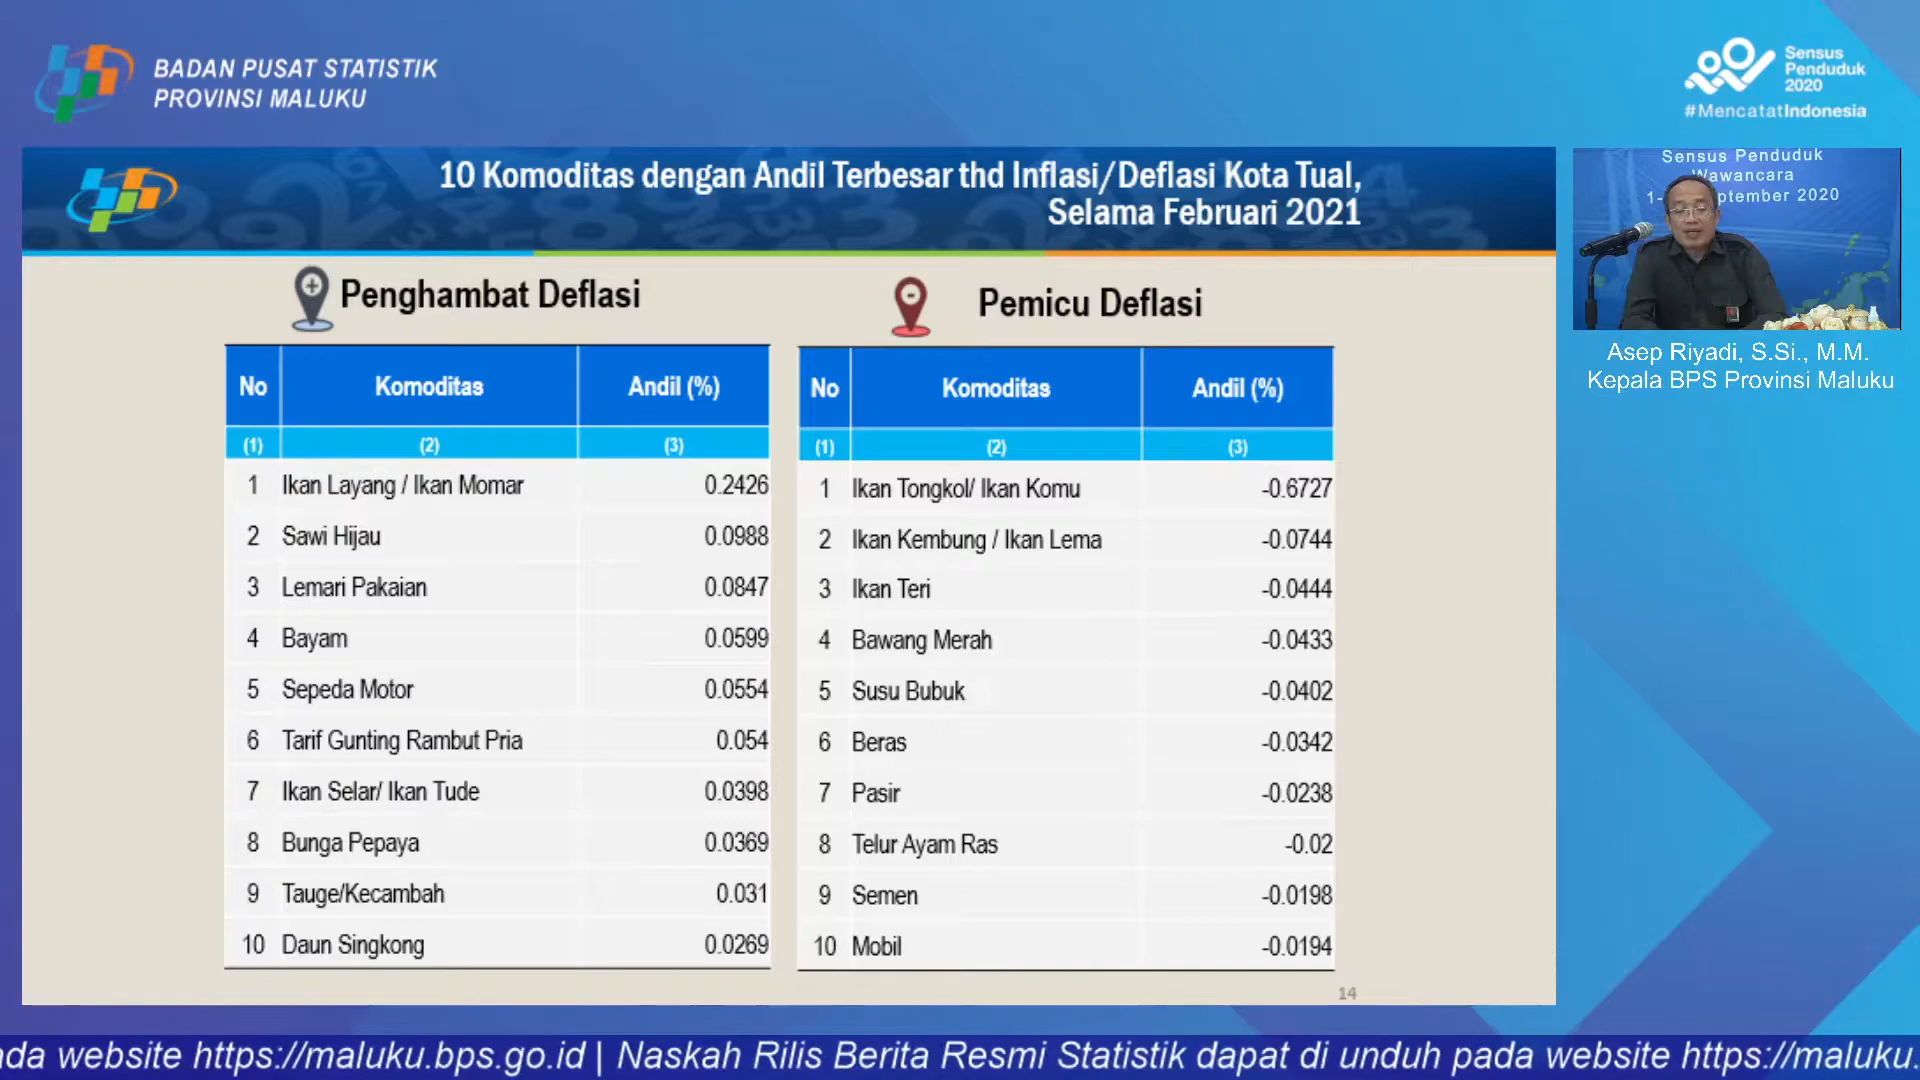 BADAN PUSAT STATISTIK
PROVINSI MALUKU
Sensus
Penduduk
2020
#MencatatIndonesia
10 Komoditas dengan Andil Terbesar thd Inflasi/Deflasi Kota Tual,
Selama Februari 2021
Penghambat Deflasi
No Komoditas Andil (%)
(1) (2) (3)
1 Ikan Layang / Ikan Momar 0.2426
2 Sawi Hijau 0.0988
3 Lemari Pakaian 0.0847
4 Bayam 0.0599
5 Sepeda Motor 0.0554
6 Tarif Gunting Rambut Pria 0.054
7 Ikan Selar/ Ikan Tude 0.0398
8 Bunga Pepaya 0.0369
9 Tauge/Kecambah 0.031
10 Daun Singkong 0.0269
Pemicu Deflasi
No Komoditas Andil (%)
(1) (2) (3)
1 Ikan Tongkol/ Ikan Komu -0.6727
2 Ikan Kembung / Ikan Lema -0.0744
3 Ikan Teri -0.0444
4 Bawang Merah -0.0433
5 Susu Bubuk -0.0402
6 Beras -0.0342
7 Pasir -0.0238
8 Telur Ayam Ras -0.02
9 Semen -0.0198
10 Mobil -0.0194
14
Sensus Penduduk
Wawancara
2020
Asep Riyadi, S.Si., M.M.
Kepala BPS Provinsi Maluku
ada website https://maluku.bps.go.id | Naskah Rilis Berita Resmi Statistik dapat di unduh pada website https://maluku.